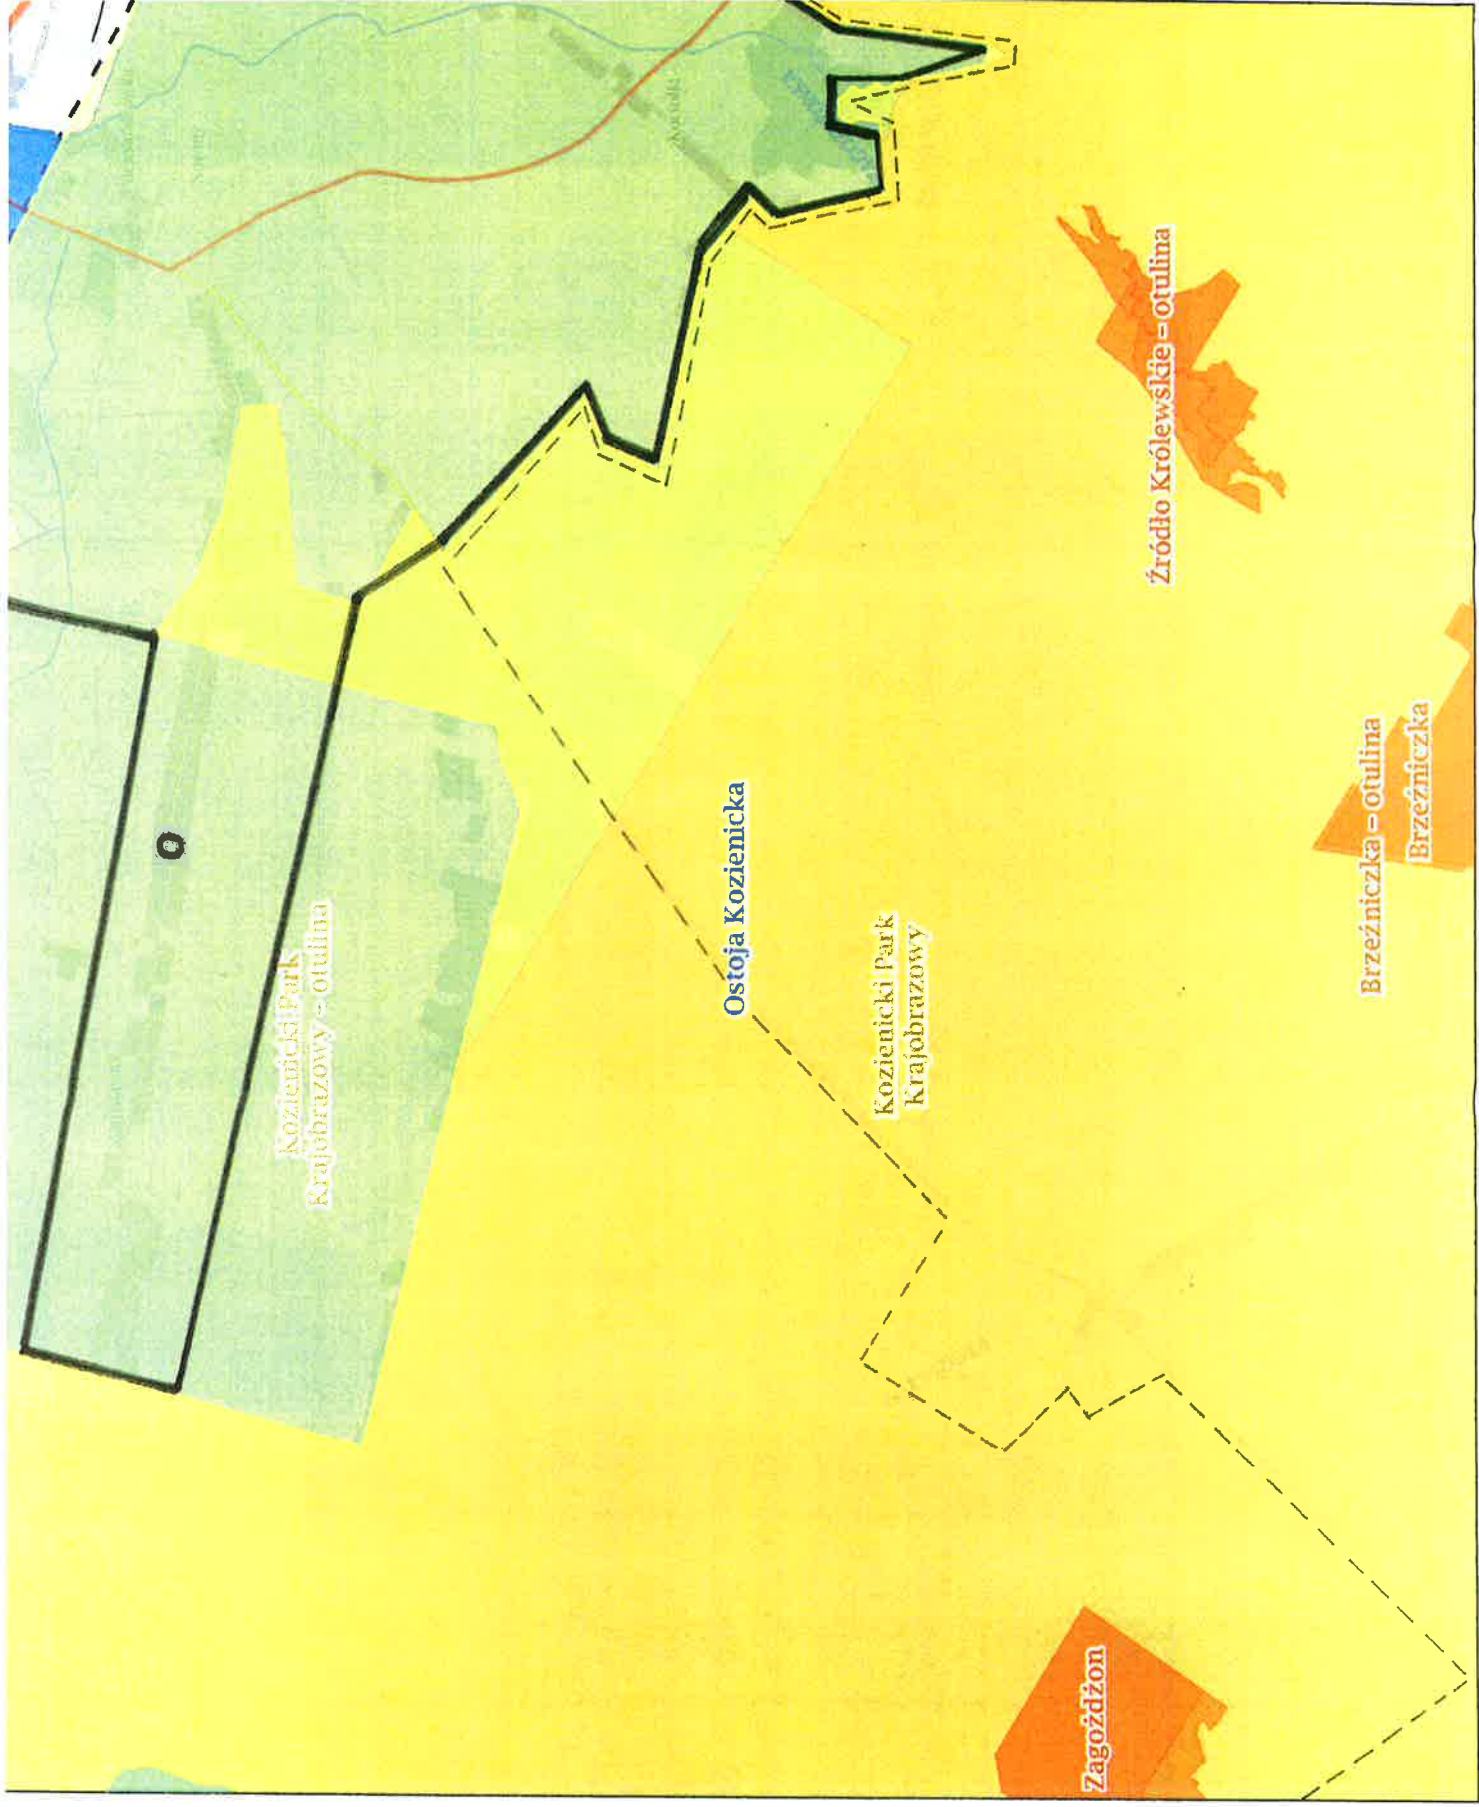 O
Kozienicki Park
Krajobrazowy – otulina
Ostoja Kozienicka
Kozienicki Park
Krajobrazowy
Źródło Królewskie – otulina
Brzeźniczka – otulina
Brzeźniczka
Zagożdżon